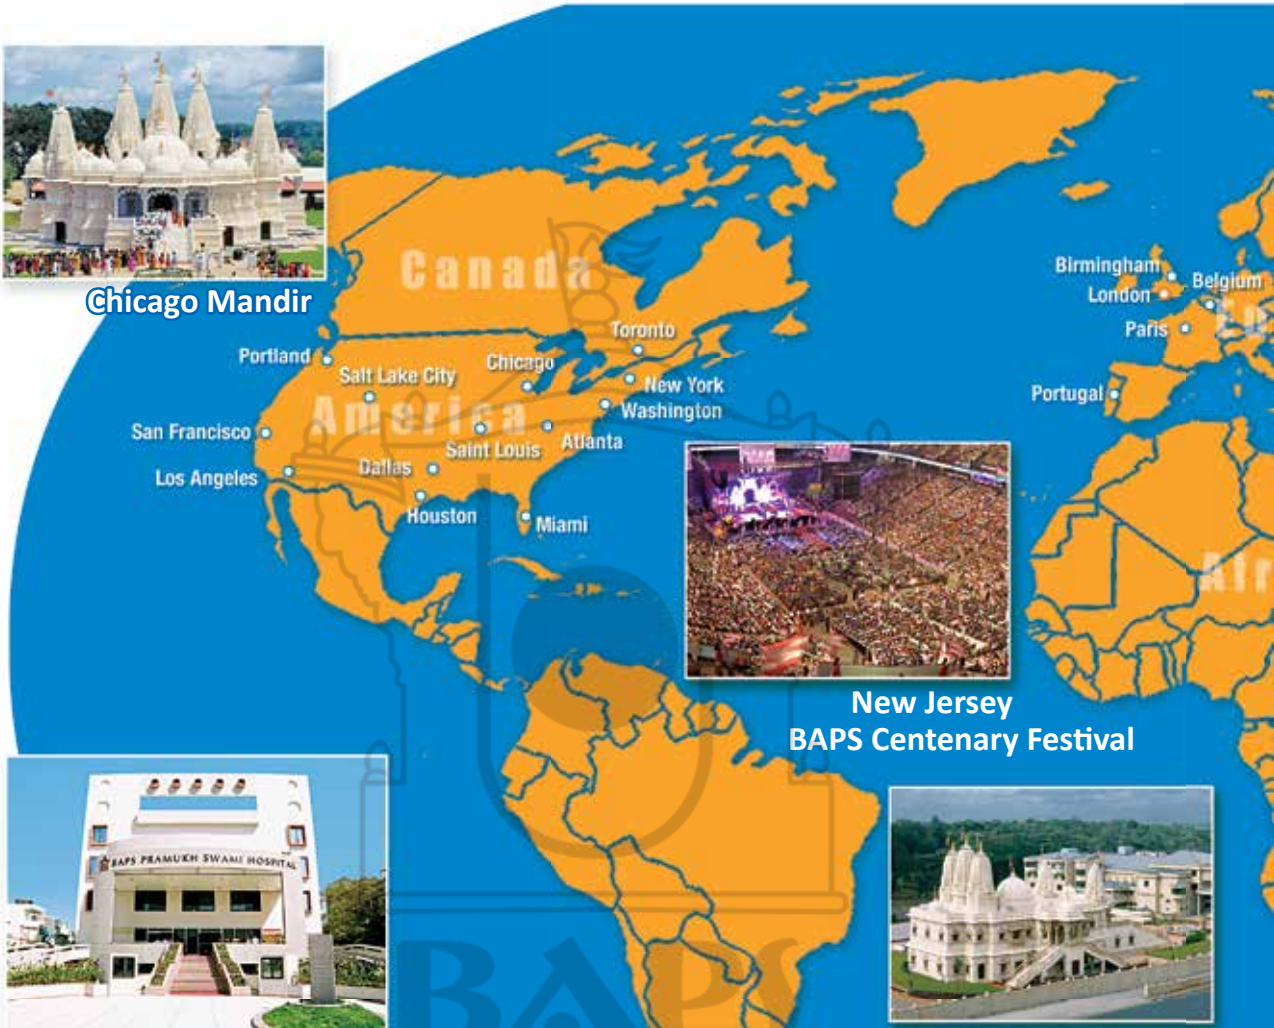 Chicago Mandir
Canada
Birmingham
Belgium
London
Paris
Toronto
Portland
Chicago
Salt Lake City
New York
America
Washington
Portugal
San Francisco
Saint Louis
Atlanta
Dallas
Los Angeles
Houston
Miami
New Jersey
BAPS Centenary Festival
BAPS PRAMUKH SWAMI HOSPITAL
BAPS